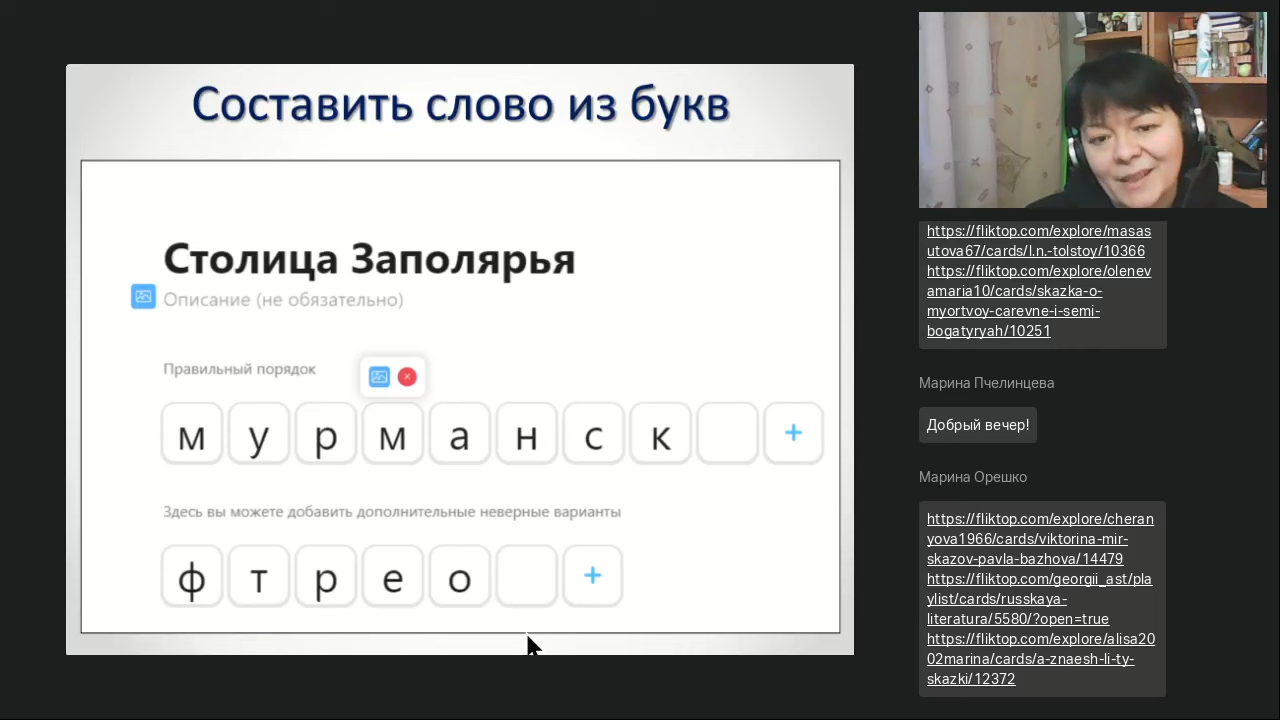 Составить слово из букв
Столица Заполярья
Описание (не обязательно)
Правильный порядок
м у р м а н с к +
Здесь вы можете добавить дополнительные неверные варианты
ф т р е о +
https://fliktop.com/explore/masas
utova67/cards/l.n.-tolstoy/10366
https://fliktop.com/explore/olenev
amaria10/cards/skazka-o-
myortvoy-carevne-i-semi-
bogatyryah/10251
Марина Пчелинцева
Добрый вечер!
Марина Орешко
https://fliktop.com/explore/cheran
yova1966/cards/viktorina-mir-
skazov-pavla-bazhova/14479
https://fliktop.com/georgii_ast/pla
ylist/cards/russkaya-
literatura/5580/?open=true
https://fliktop.com/explore/alisa20
02marina/cards/a-znaesh-li-ty-
skazki/12372